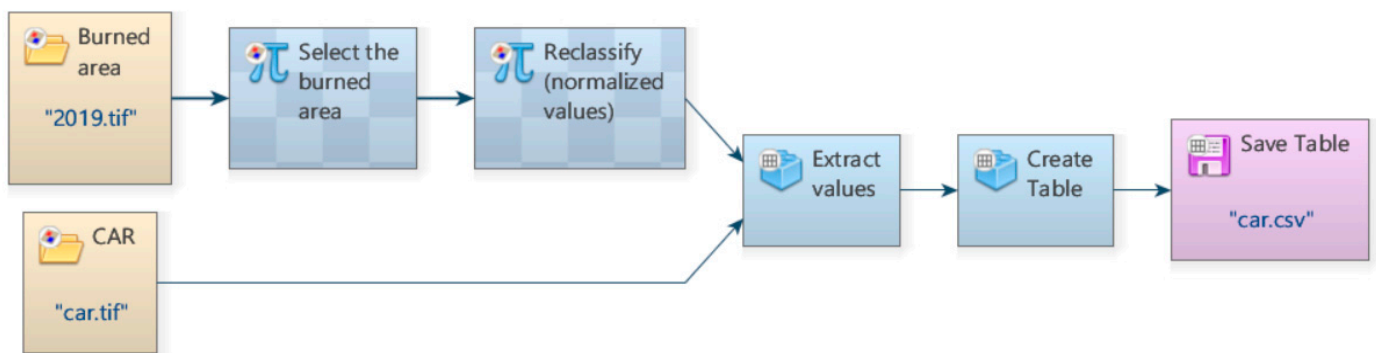 Burned
area
"2019.tif"
Select the
burned
area
Reclassify
(normalized
values)
Extract
values
Create
Table
Save Table
"car.csv"
CAR
"car.tif"